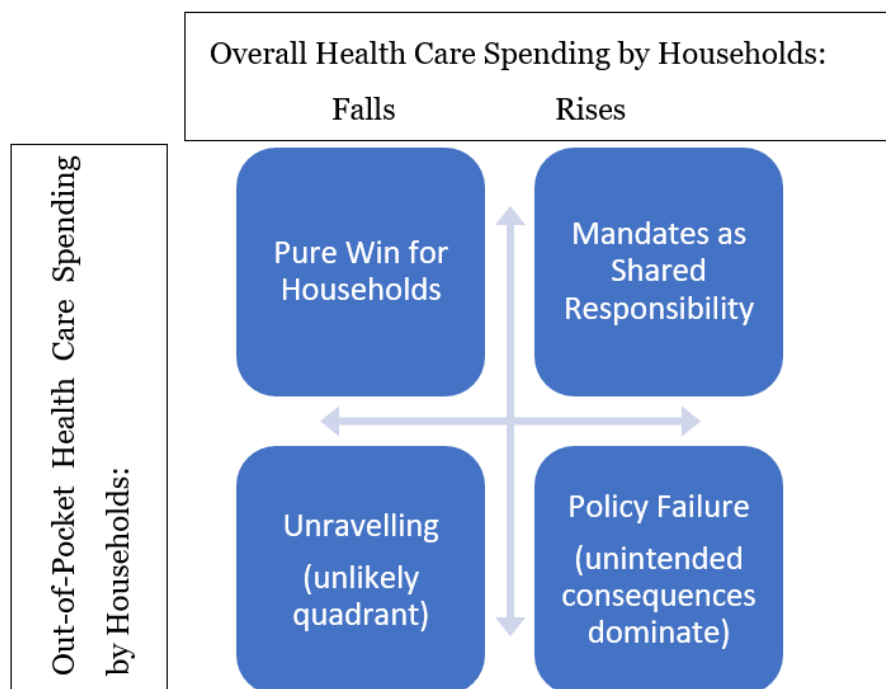 Overall Health Care Spending by Households:
Falls Rises
Out-of-Pocket Health Care Spending
by Households:
Pure Win for
Households
Mandates as
Shared
Responsibility
Unravelling
(unlikely
quadrant)
Policy Failure
(unintended
consequences
dominate)